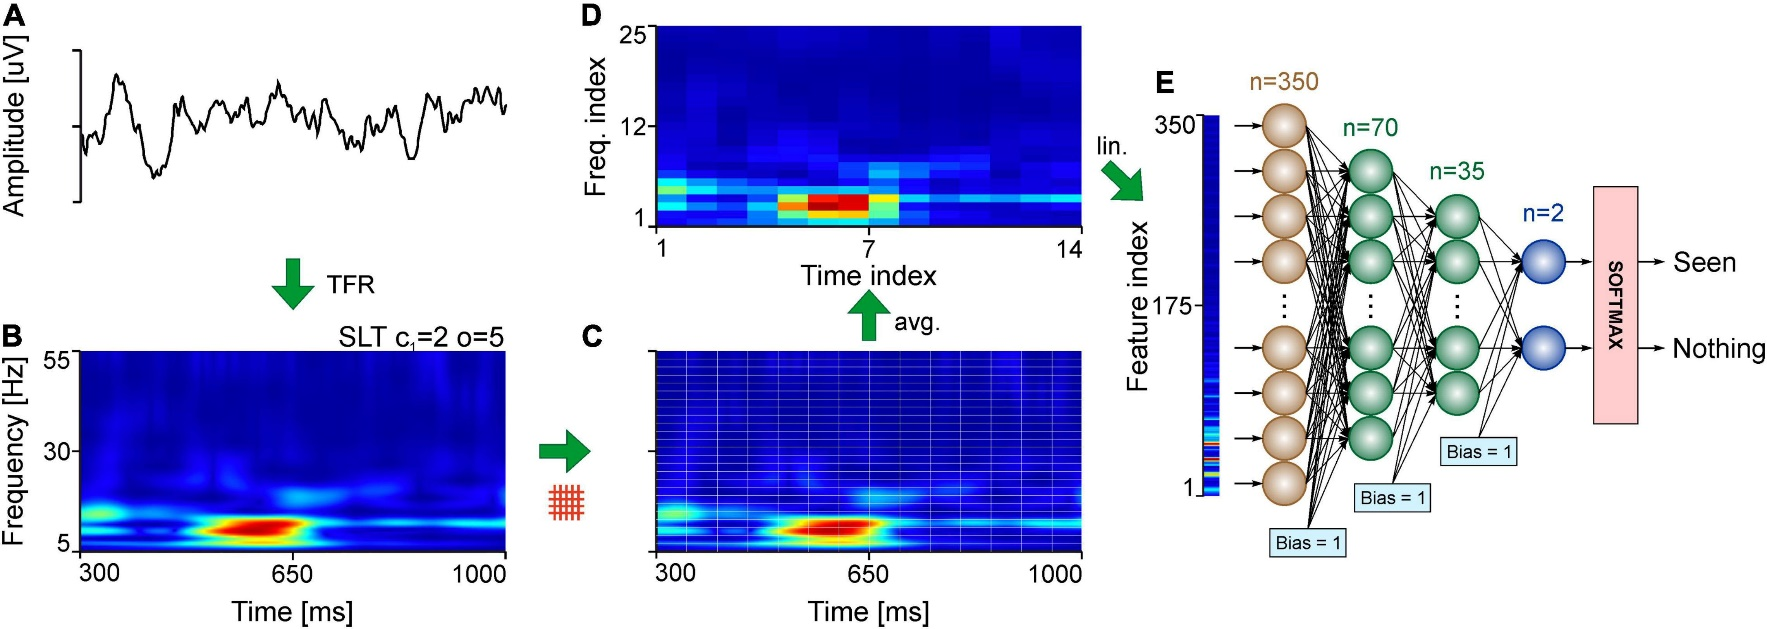 A
Amplitude [uV]
TFR
B
SLT c1=2 o=5
Frequency [Hz]
55
30
5
300
650
1000
Time [ms]
C
300
650
1000
Time [ms]
avg.
D
Freq. index
25
12
1
1
7
14
Time index
lin.
E
Feature index
350
175
1
n=350
n=70
n=35
n=2
Bias = 1
Bias = 1
Bias = 1
SOFTMAX
Seen
Nothing